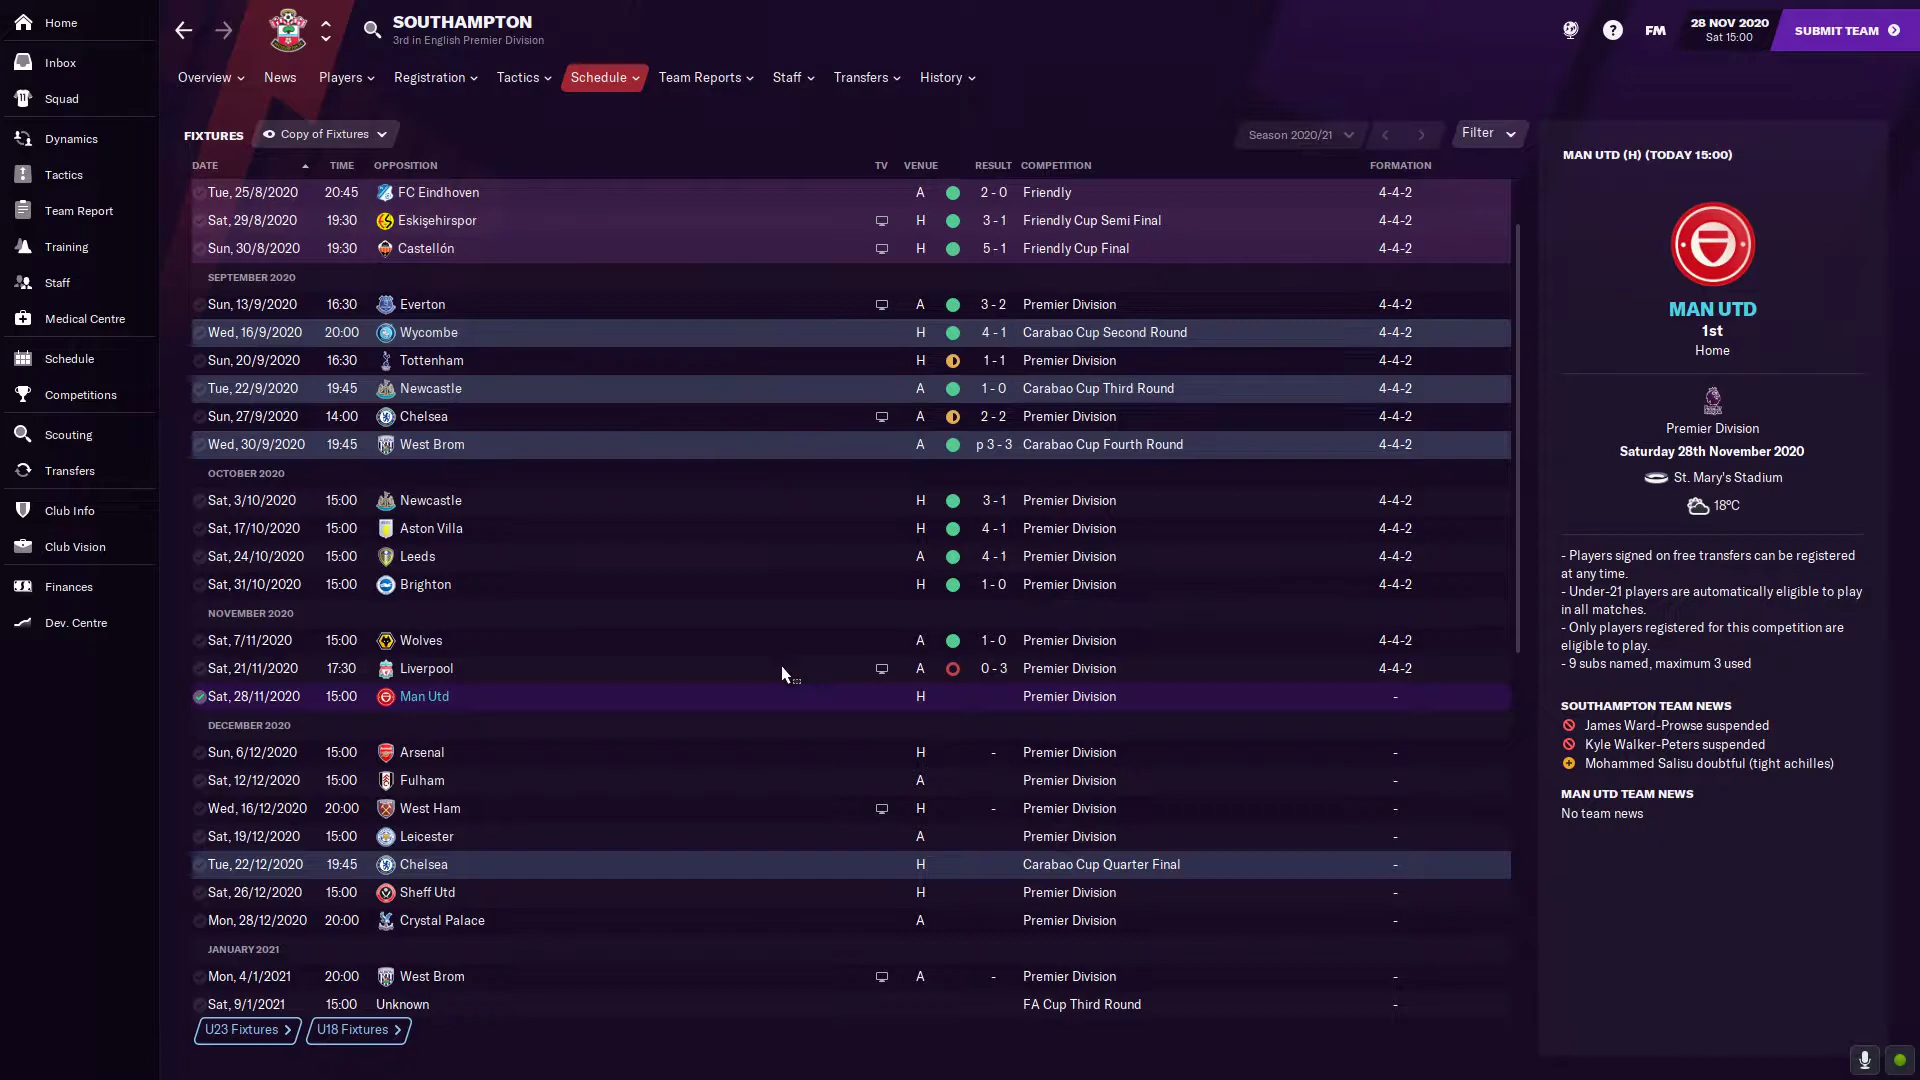 Home
Inbox
Squad
Dynamics
Tactics
Team Report
Training
Staff
Medical Centre
Schedule
Competitions
Scouting
Transfers
Club Info
Club Vision
Finances
Dev. Centre
SOUTHAMPTON
3rd in English Premier Division
? FM 28 NOV 2020 SUBMIT TEAM
Sat 15:00
Overview News Players Registration Tactics Schedule Team Reports Staff Transfers History
FIXTURES Copy of Fixtures Season 2020/21 Filter
DATE TIME OPPOSITION TV VENUE RESULT COMPETITION FORMATION
Tue, 25/8/2020 20:45 FC Eindhoven A 2 - 0 Friendly 4-4-2
Sat, 29/8/2020 19:30 Eskişehirspor H 3 - 1 Friendly Cup Semi Final 4-4-2
Sun, 30/8/2020 19:30 Castellón H 5 - 1 Friendly Cup Final 4-4-2
SEPTEMBER 2020
Sun, 13/9/2020 16:30 Everton A 3 - 2 Premier Division 4-4-2
Wed, 16/9/2020 20:00 Wycombe H 4 - 1 Carabao Cup Second Round 4-4-2
Sun, 20/9/2020 16:30 Tottenham H 1 - 1 Premier Division 4-4-2
Tue, 22/9/2020 19:45 Newcastle A 1 - 0 Carabao Cup Third Round 4-4-2
Sun, 27/9/2020 14:00 Chelsea A 2 - 2 Premier Division 4-4-2
Wed, 30/9/2020 19:45 West Brom A p 3 - 3 Carabao Cup Fourth Round 4-4-2
OCTOBER 2020
Sat, 3/10/2020 15:00 Newcastle H 3 - 1 Premier Division 4-4-2
Sat, 17/10/2020 15:00 Aston Villa H 4 - 1 Premier Division 4-4-2
Sat, 24/10/2020 15:00 Leeds A 4 - 1 Premier Division 4-4-2
Sat, 31/10/2020 15:00 Brighton H 1 - 0 Premier Division 4-4-2
NOVEMBER 2020
Sat, 7/11/2020 15:00 Wolves A 1 - 0 Premier Division 4-4-2
Sat, 21/11/2020 17:30 Liverpool A 0 - 3 Premier Division 4-4-2
Sat, 28/11/2020 15:00 Man Utd H Premier Division -
DECEMBER 2020
Sun, 6/12/2020 15:00 Arsenal H - Premier Division -
Sat, 12/12/2020 15:00 Fulham A Premier Division -
Wed, 16/12/2020 20:00 West Ham H - Premier Division -
Sat, 19/12/2020 15:00 Leicester A Premier Division -
Tue, 22/12/2020 19:45 Chelsea H Carabao Cup Quarter Final -
Sat, 26/12/2020 15:00 Sheff Utd H Premier Division -
Mon, 28/12/2020 20:00 Crystal Palace A Premier Division -
JANUARY 2021
Mon, 4/1/2021 20:00 West Brom A - Premier Division -
Sat, 9/1/2021 15:00 Unknown FA Cup Third Round -
U23 Fixtures U18 Fixtures
MAN UTD (H) (TODAY 15:00)
MAN UTD
1st
Home
Premier Division
Saturday 28th November 2020
St. Mary's Stadium
18°C
- Players signed on free transfers can be registered
at any time.
- Under-21 players are automatically eligible to play
in all matches.
- Only players registered for this competition are
eligible to play.
- 9 subs named, maximum 3 used
SOUTHAMPTON TEAM NEWS
James Ward-Prowse suspended
Kyle Walker-Peters suspended
Mohammed Salisu doubtful (tight achilles)
MAN UTD TEAM NEWS
No team news